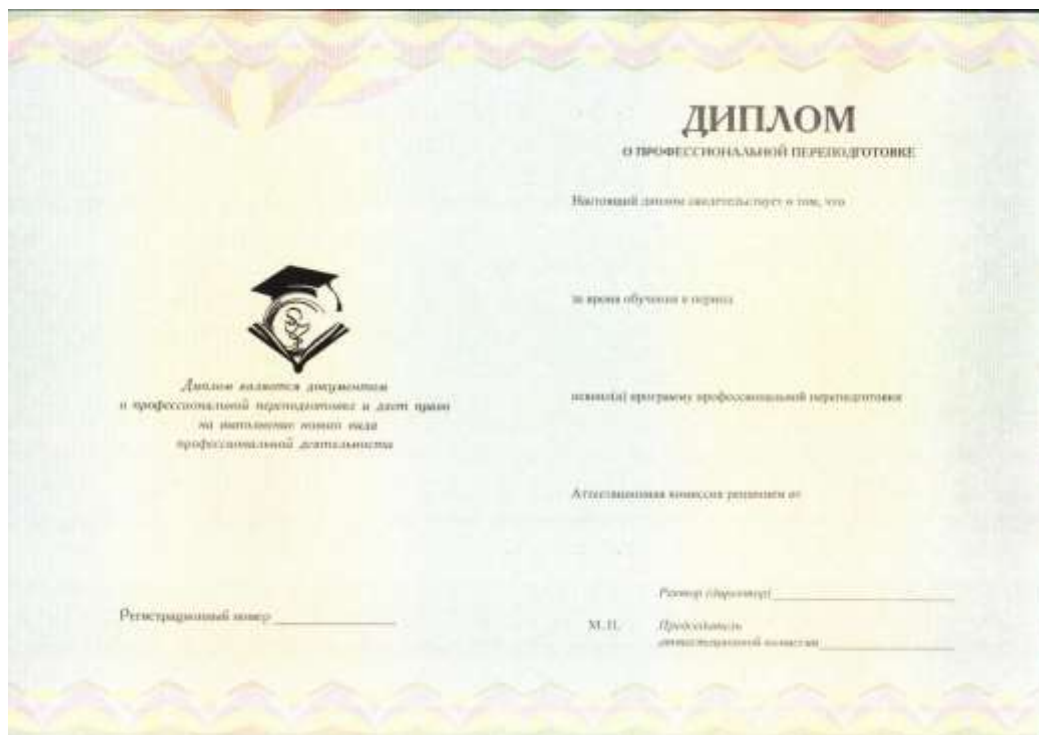 Диплом является документом
о профессиональной переподготовке и дает право
на выполнение нового вида
профессиональной деятельности
Регистрационный номер
ДИПЛОМ
О ПРОФЕССИОНАЛЬНОЙ ПЕРЕПОДГОТОВКЕ
Настоящий диплом свидетельствует о том, что
за время обучения в период
освоил(а) программу профессиональной переподготовки
Аттестационная комиссия решением от
Ректор (директор)
М.П. Председатель
аттестационной комиссии